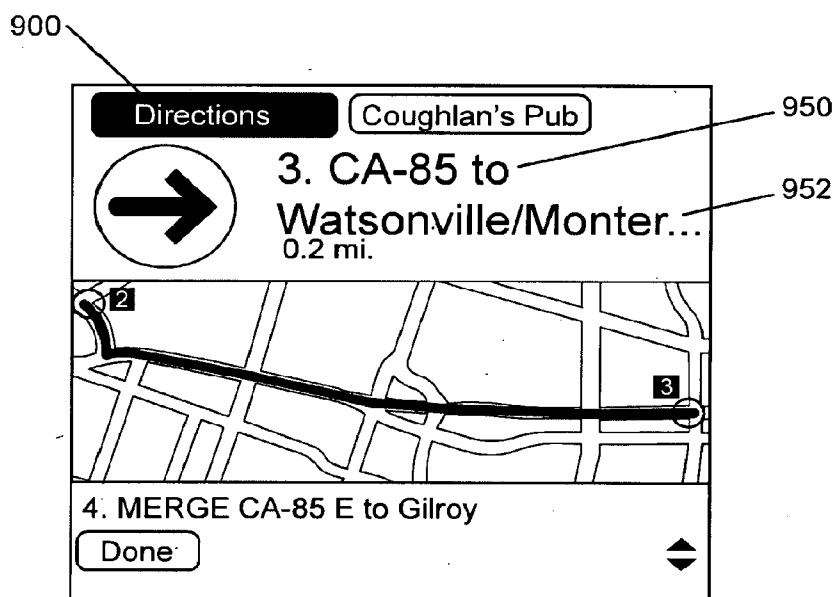 900
Directions Coughlan's Pub
950
3. CA-85 to
952
Watsonville/Monter...
0.2 mi.
2
3
4. MERGE CA-85 E to Gilroy
Done